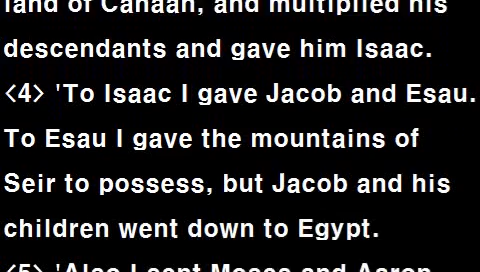 land of Canaan, and multiplied his
descendants and gave him Isaac.
<4> 'To Isaac I gave Jacob and Esau.
To Esau I gave the mountains of
Seir to possess, but Jacob and his
children went down to Egypt.
<5> 'Also I sent Moses and Aaron,